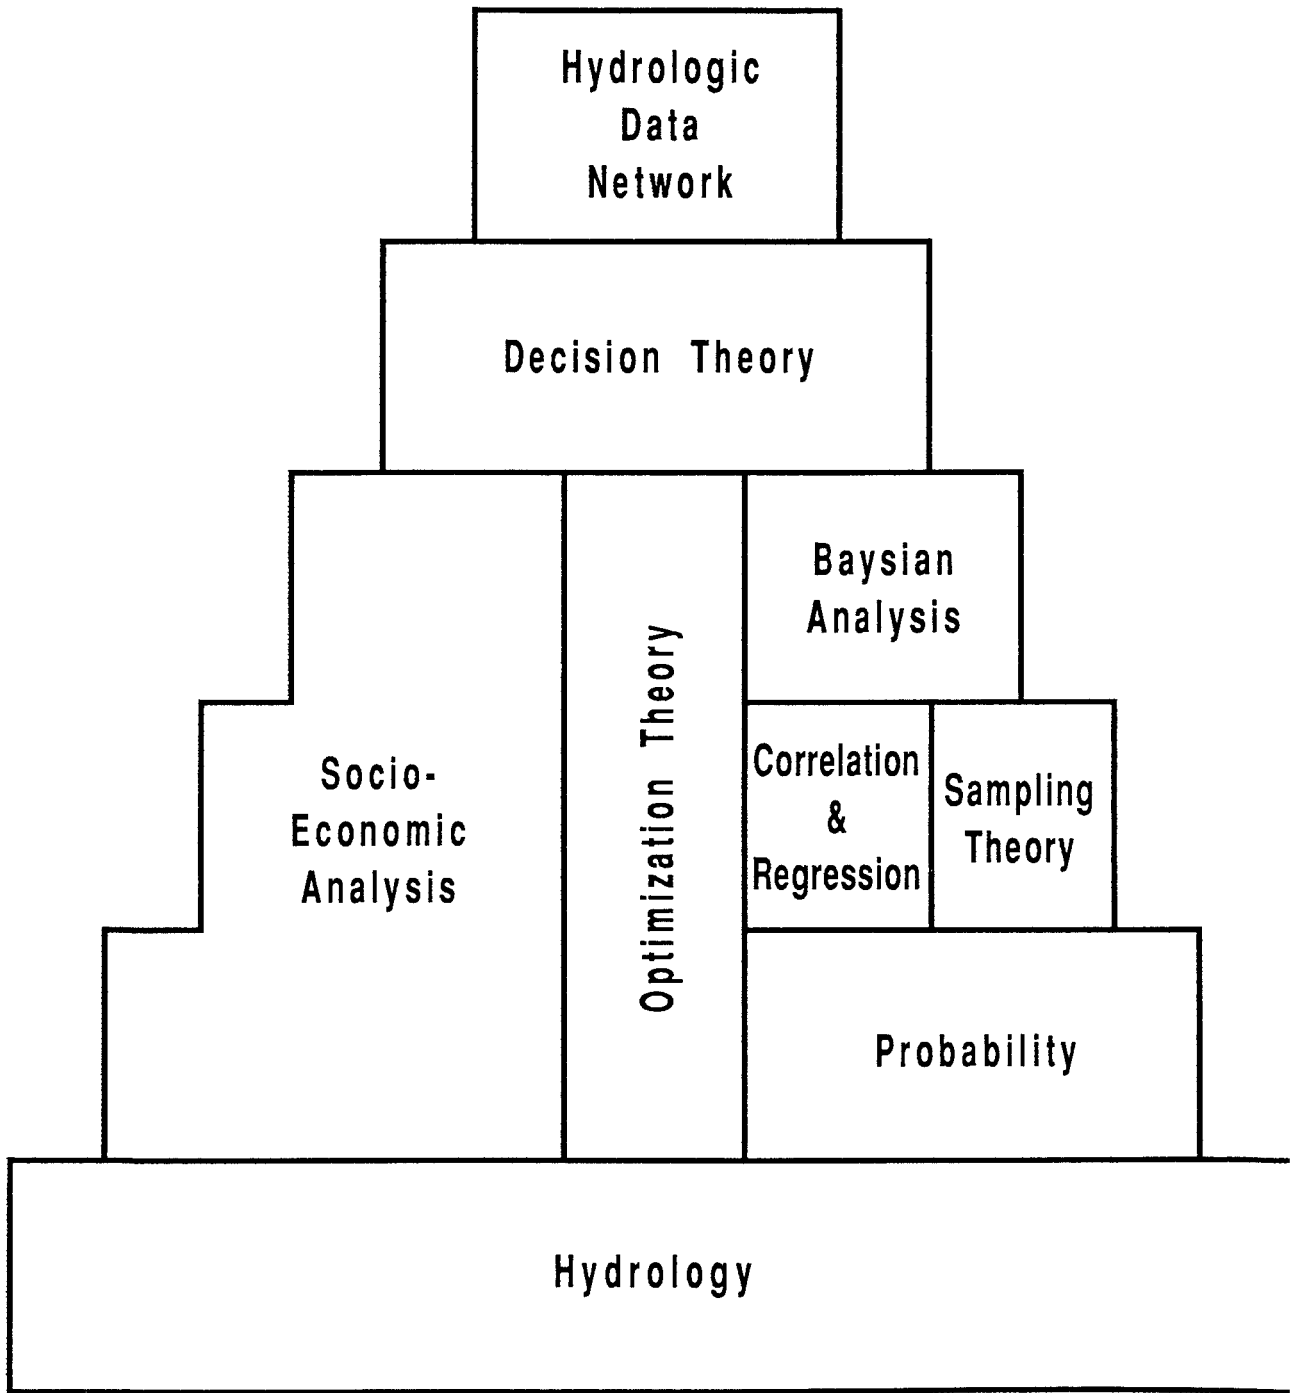 Hydrologic
Data
Network
Decision Theory
Baysian
Analysis
Socio-
Economic
Analysis
Optimization Theory
Correlation
&
Regression
Sampling
Theory
Probability
Hydrology